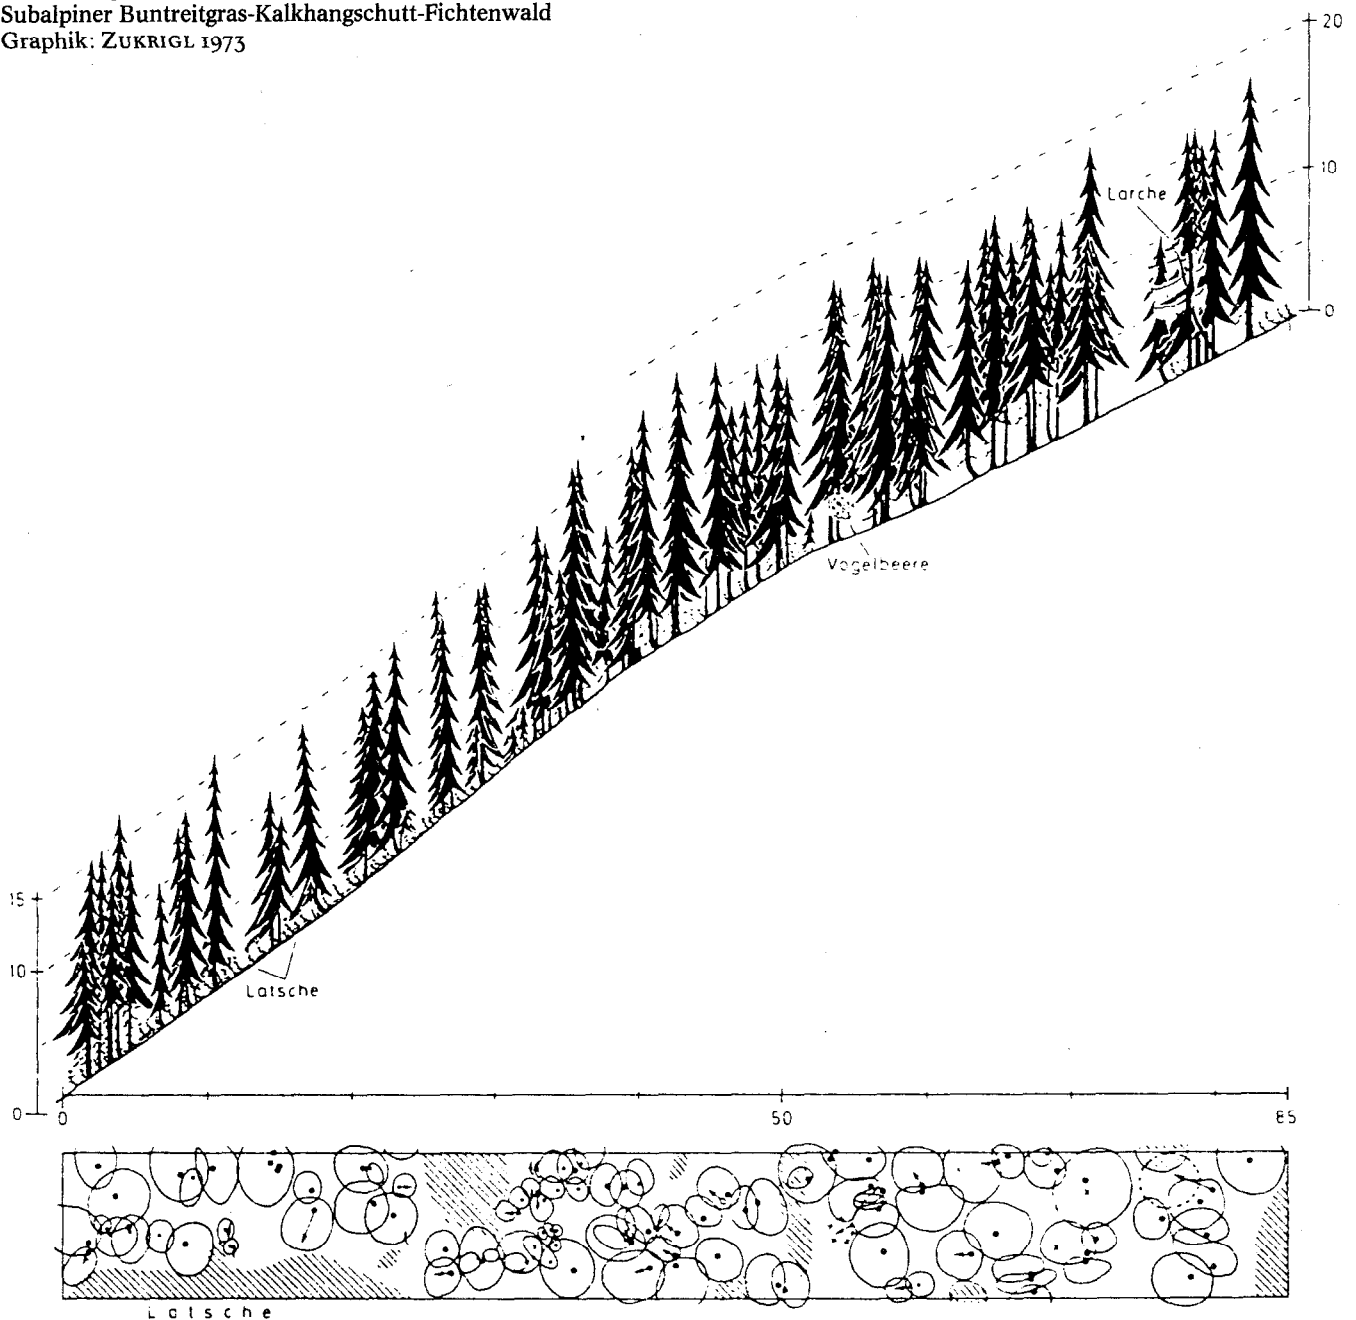 Subalpiner Buntreitgras-Kalkhangschutt-Fichtenwald
Graphik: ZUKRIGL 1973
20
10
Larche
0
Vogelbeere
15
10
Latsche
0
0
50
85
Latsche